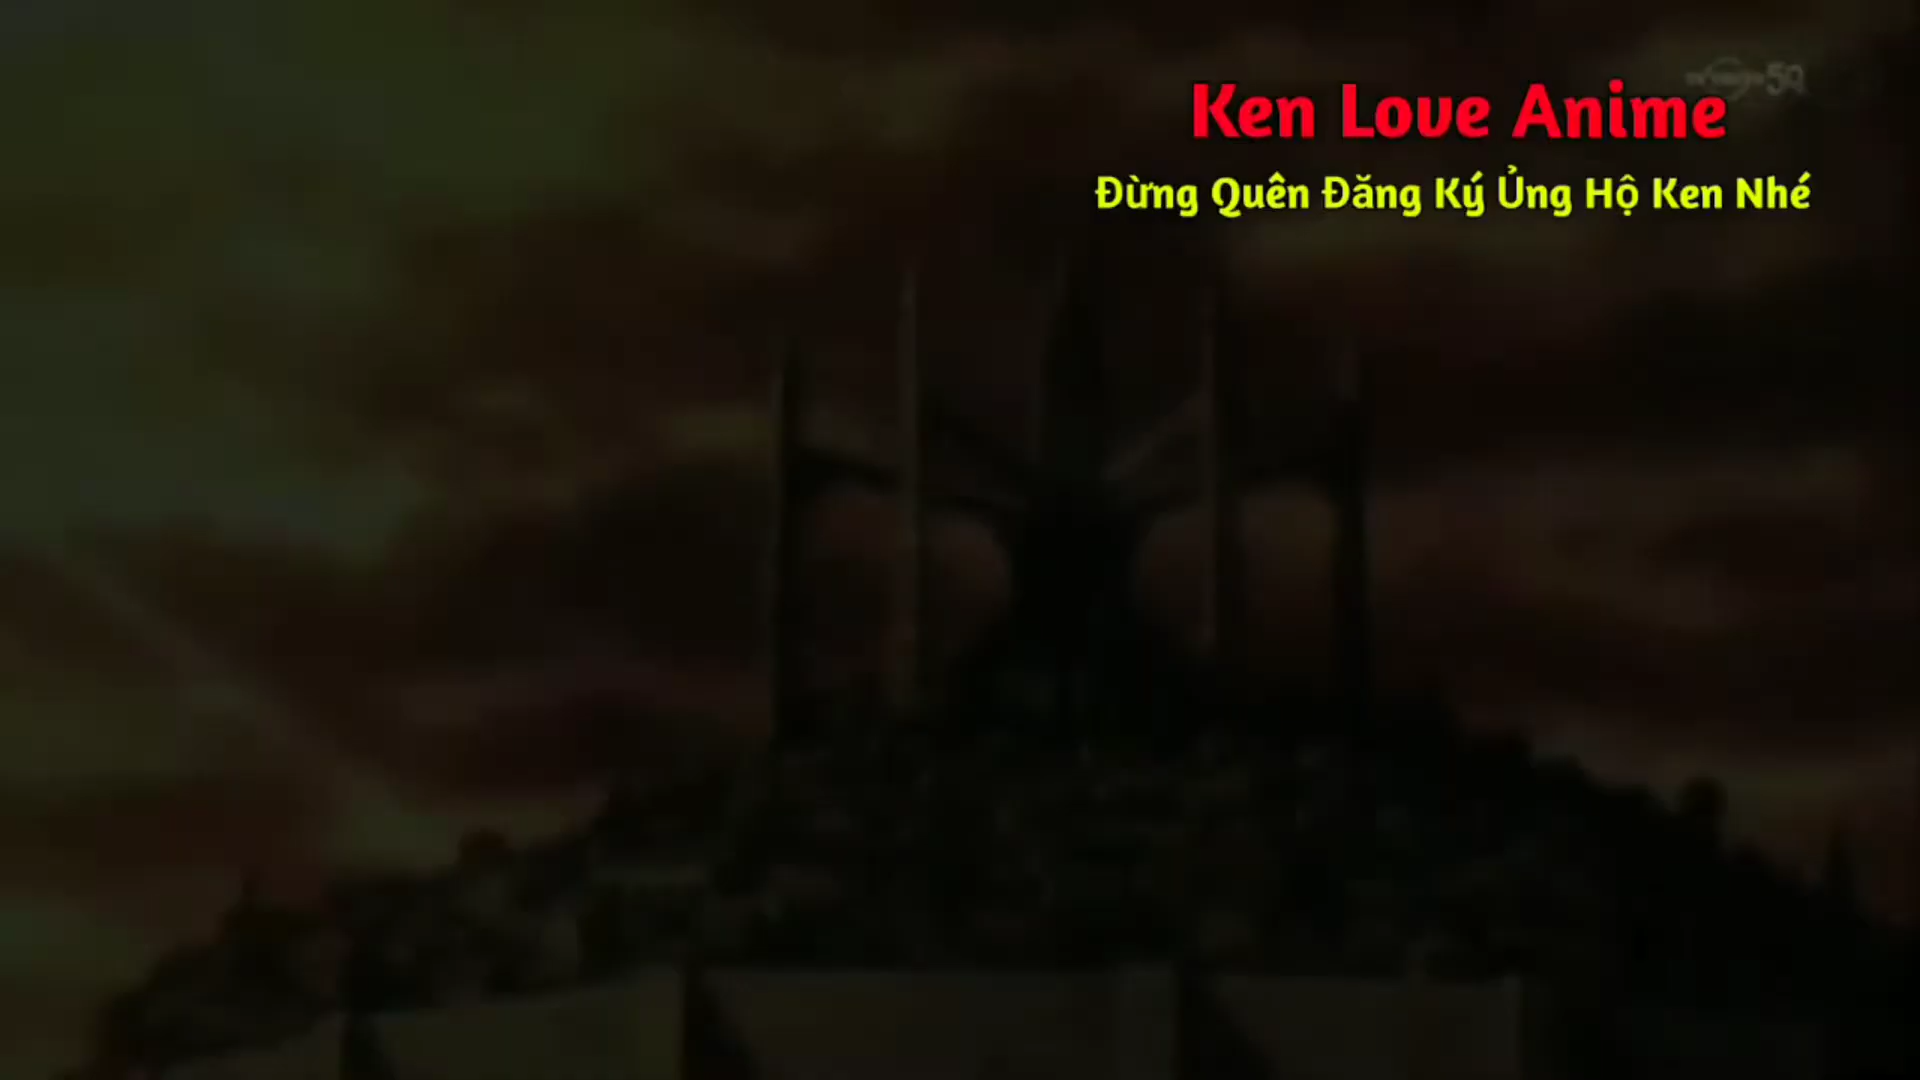 Ken Love Anime
Đừng Quên Đăng Ký Ủng Hộ Ken Nhé